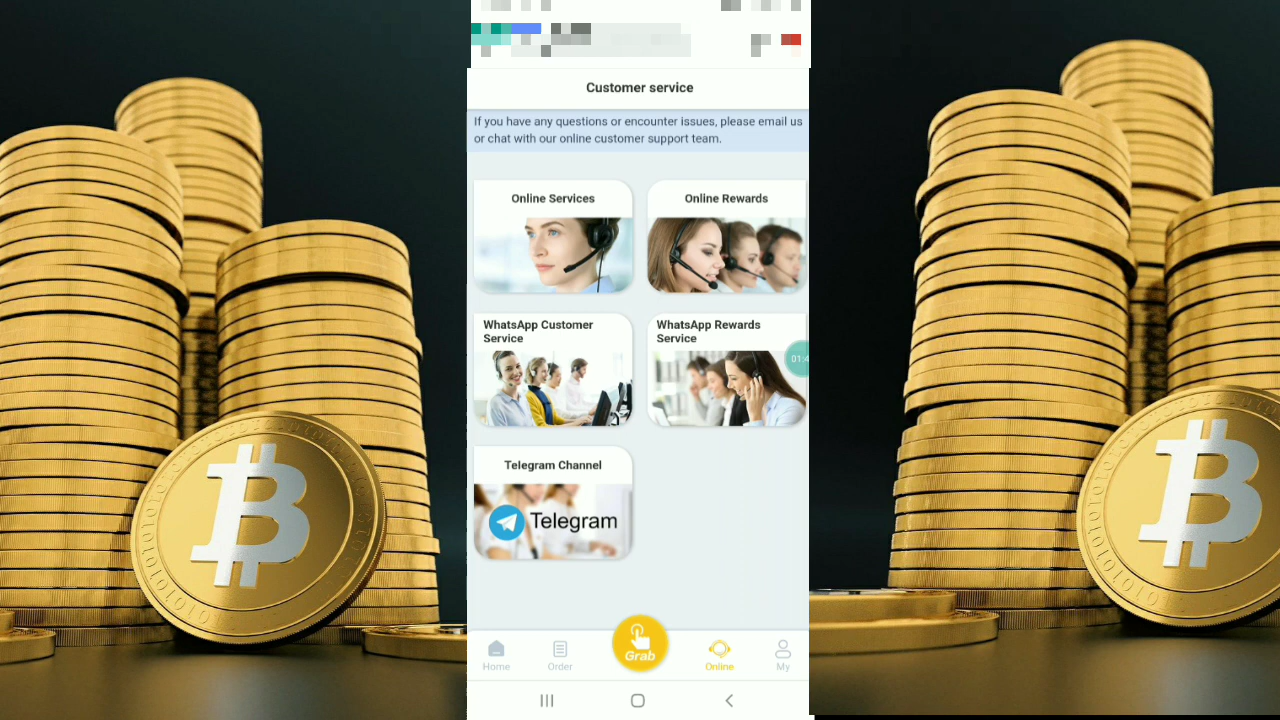 Customer service
If you have any questions or encounter issues, please email us
or chat with our online customer support team.
Online Services
Online Rewards
WhatsApp Customer
Service
WhatsApp Rewards
Service
01:4
Telegram Channel
Telegram
Grab
Home
Order
Online
My